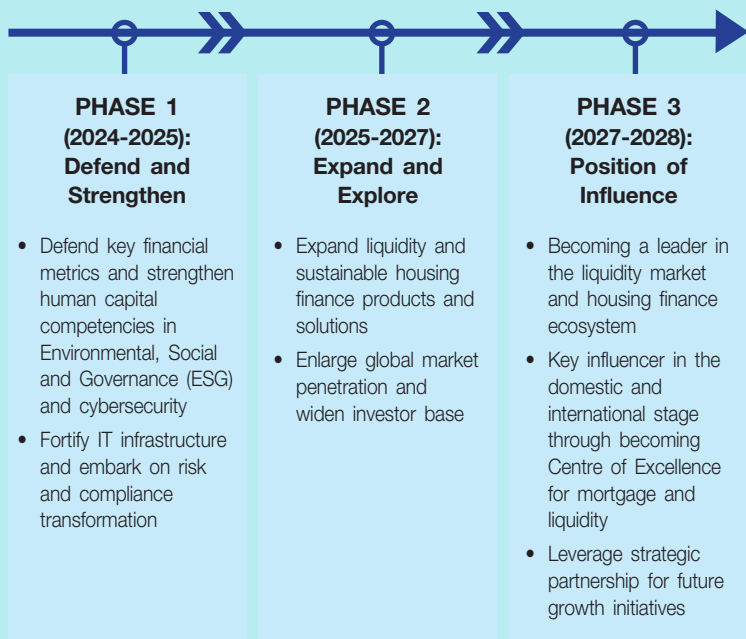 PHASE 1
(2024-2025):
Defend and
Strengthen
• Defend key financial
metrics and strengthen
human capital
competencies in
Environmental, Social
and Governance (ESG)
and cybersecurity
• Fortify IT infrastructure
and embark on risk
and compliance
transformation
PHASE 2
(2025-2027):
Expand and
Explore
• Expand liquidity and
sustainable housing
finance products and
solutions
• Enlarge global market
penetration and
widen investor base
PHASE 3
(2027-2028):
Position of
Influence
• Becoming a leader in
the liquidity market
and housing finance
ecosystem
• Key influencer in the
domestic and
international stage
through becoming
Centre of Excellence
for mortgage and
liquidity
• Leverage strategic
partnership for future
growth initiatives